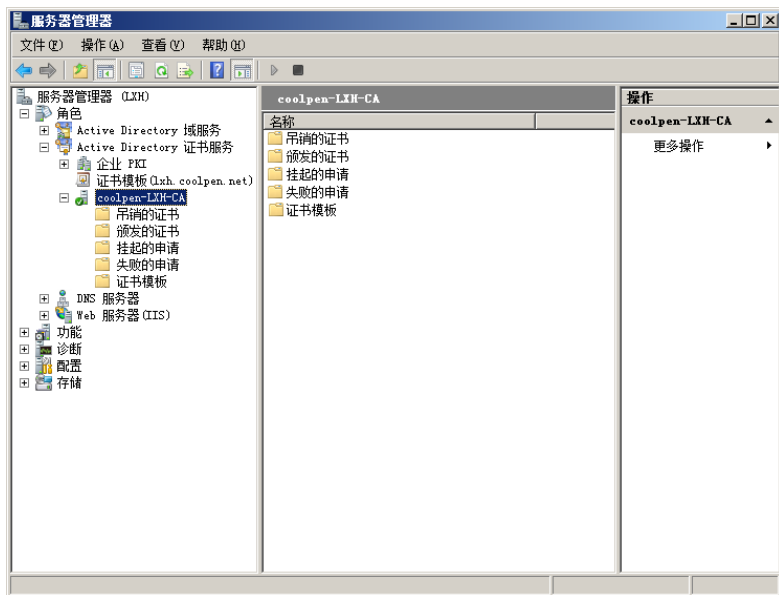 服务器管理器
文件(F) 操作(A) 查看(V) 帮助(H)
服务器管理器 (LXH)
角色
Active Directory 域服务
Active Directory 证书服务
企业 PKI
证书模板(lxh.coolpen.net)
coolpen-LXH-CA
吊销的证书
颁发的证书
挂起的申请
失败的申请
证书模板
DNS 服务器
Web 服务器(IIS)
功能
诊断
配置
存储
coolpen-LXH-CA
名称
吊销的证书
颁发的证书
挂起的申请
失败的申请
证书模板
操作
coolpen-LXH-CA
更多操作